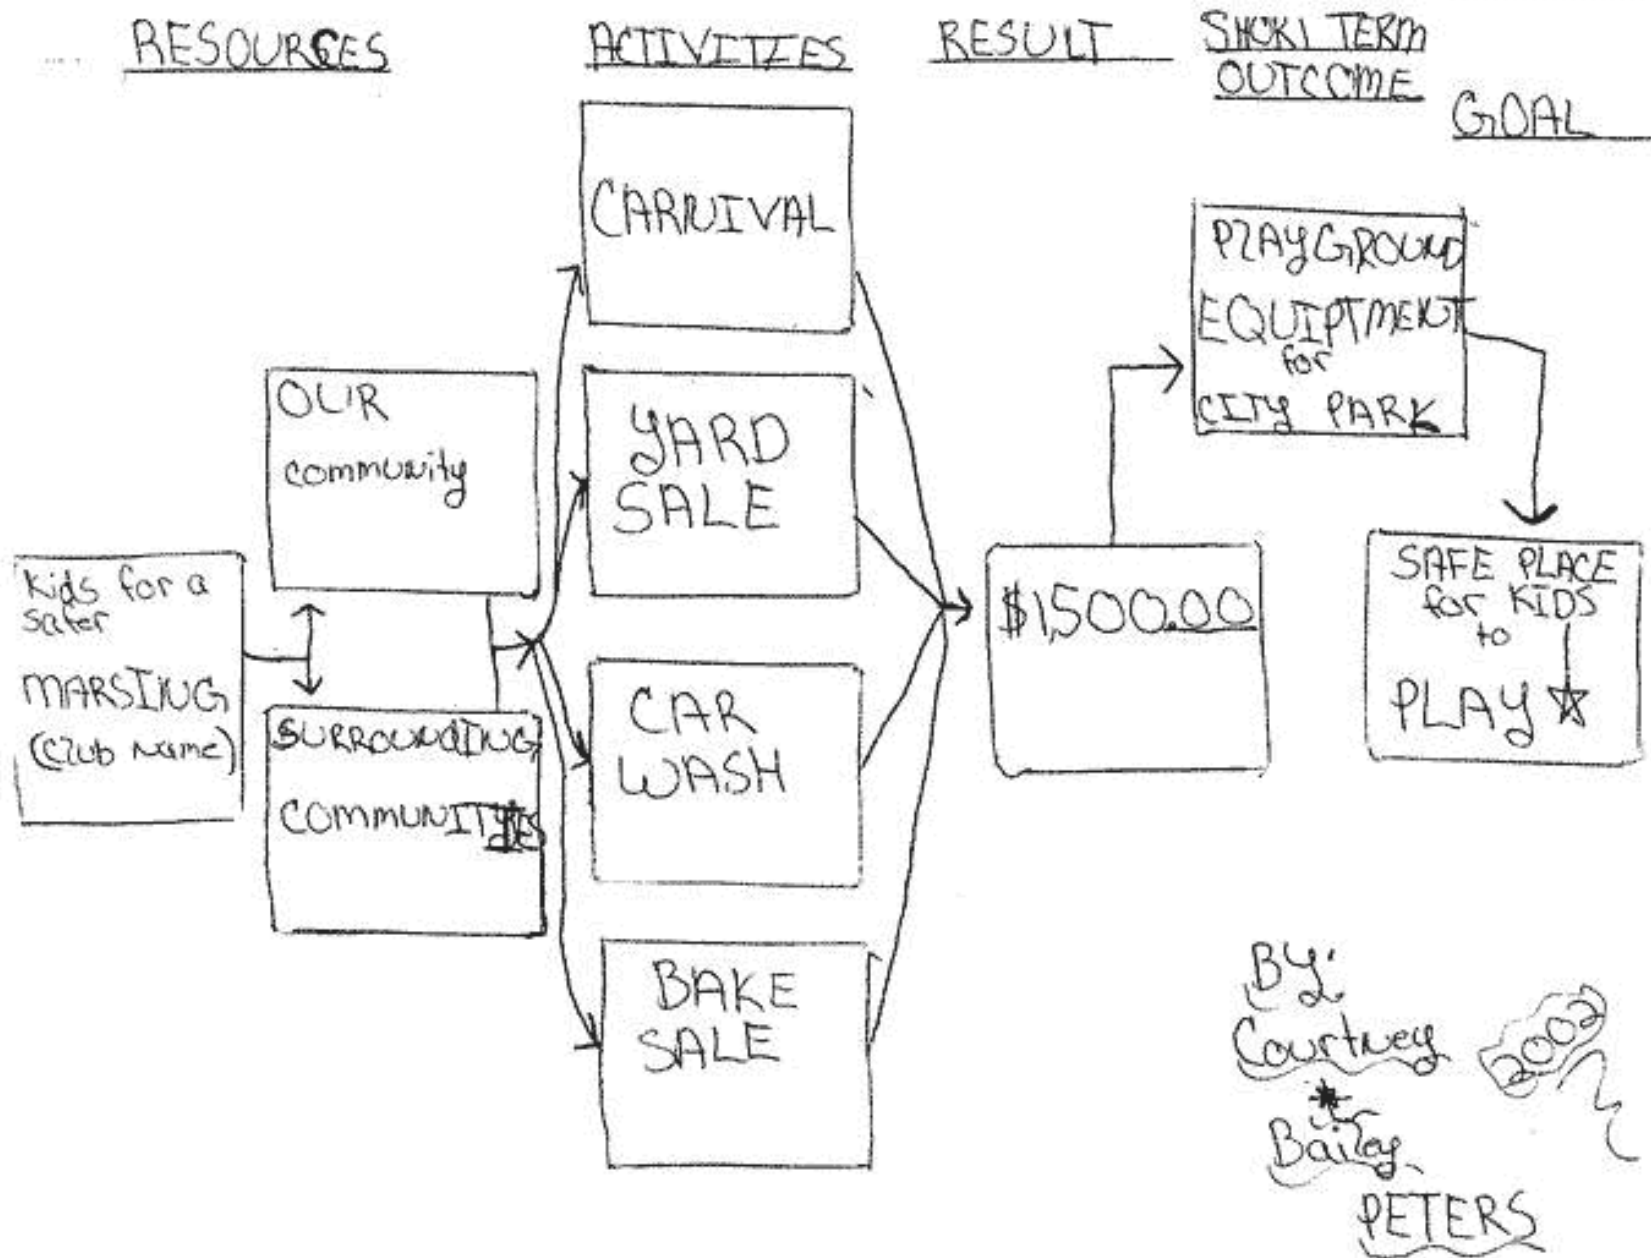 RESOURCES
ACTIVITIES
RESULT
SHORT TERM
OUTCOME
GOAL
Kids for a
safer
MARSING
(Club Name)
OUR
community
SURROUNDING
COMMUNITIES
CARNIVAL
YARD
SALE
CAR
WASH
BAKE
SALE
$1,500.00
PLAYGROUND
EQUIPTMENT
for
CITY PARK
SAFE PLACE
for KIDS
to
PLAY
BY:
Courtney
Bailey
PETERS
2002